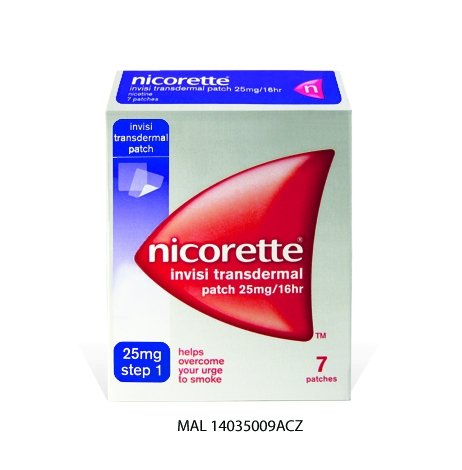 nicorette®
invisi transdermal patch 25mg/16hr
nicotine
7 patches
n
invisi
transdermal
patch
nicorette®
invisi transdermal
patch 25mg/16hr
TM
25mg
step 1
helps
overcome
your urge
to smoke
7
patches
MAL 14035009ACZ